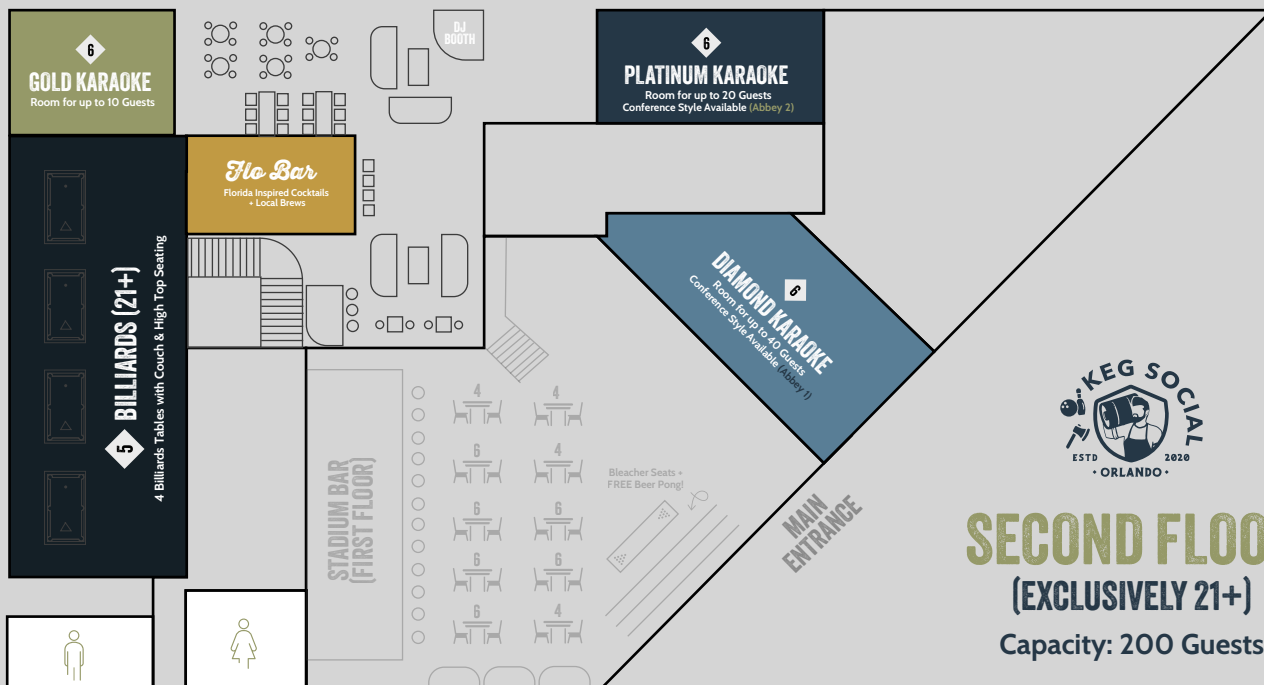 6
GOLD KARAOKE
Room for up to 10 Guests
DJ
BOOTH
6
PLATINUM KARAOKE
Room for up to 20 Guests
Conference Style Available (Abbey 2)
Flo Bar
Florida Inspired Cocktails
+ Local Brews
5 BILLIARDS (21+)
4 Billiards Tables with Couch & High Top Seating
6
DIAMOND KARAOKE
Room for up to 40 Guests
Conference Style Available (Abbey 1)
STADIUM BAR
(FIRST FLOOR)
4 4
6 4
6 6
6 6
6 4
Bleacher Seats +
FREE Beer Pong!
MAIN
ENTRANCE
KEG SOCIAL
ESTD 2020
• ORLANDO •
SECOND FLOO
(EXCLUSIVELY 21+)
Capacity: 200 Guests